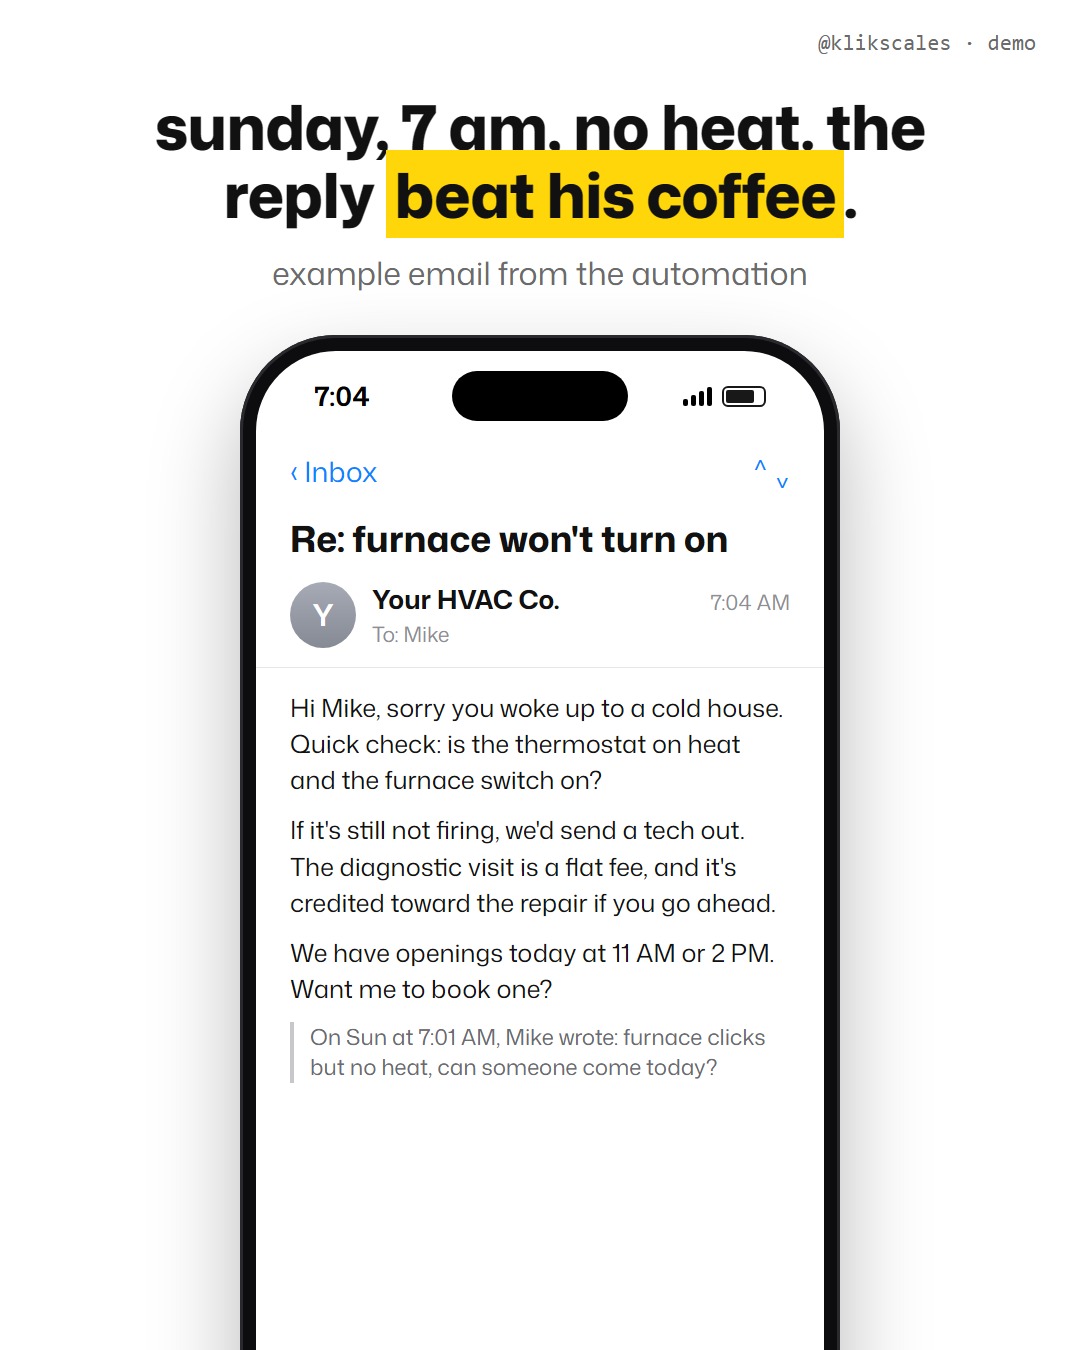 @klikscales · demo
sunday, 7 am, no heat. the
reply beat his coffee.
example email from the automation
7:04
‹ Inbox
Re: furnace won't turn on
Y
Your HVAC Co.
7:04 AM
To: Mike
Hi Mike, sorry you woke up to a cold house.
Quick check: is the thermostat on heat
and the furnace switch on?
If it's still not firing, we'd send a tech out.
The diagnostic visit is a flat fee, and it's
credited toward the repair if you go ahead.
We have openings today at 11 AM or 2 PM.
Want me to book one?
On Sun at 7:01 AM, Mike wrote: furnace clicks
but no heat, can someone come today?